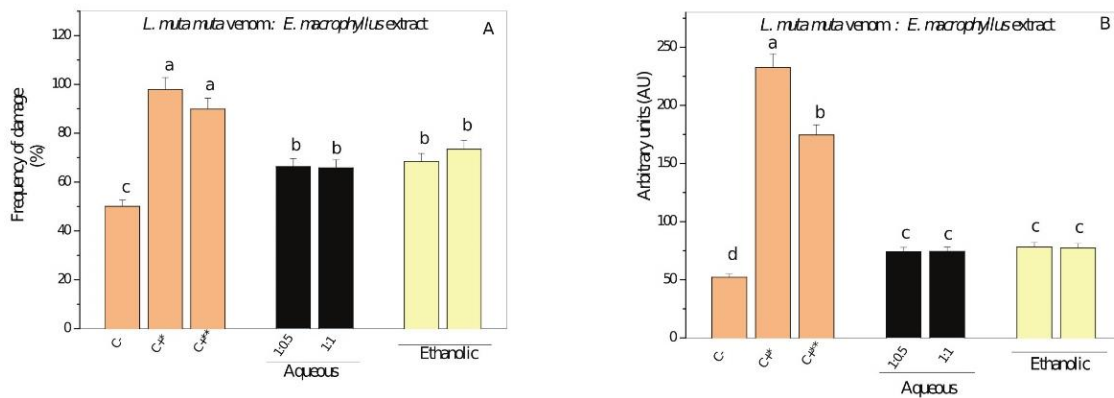 L. muta muta venom : E. macrophyllus extract
A
Frequency of damage
(%)
120
100
80
60
40
20
0
a
a
b
b
b
b
c
C-
C+*
C+**
1:0.5
1:1
Aqueous
Ethanolic
L. muta muta venom : E. macrophyllus extract
B
Arbitrary units (AU)
250
200
150
100
50
0
a
b
c
c
c
c
d
C-
C+*
C+**
1:0.5
1:1
Aqueous
Ethanolic